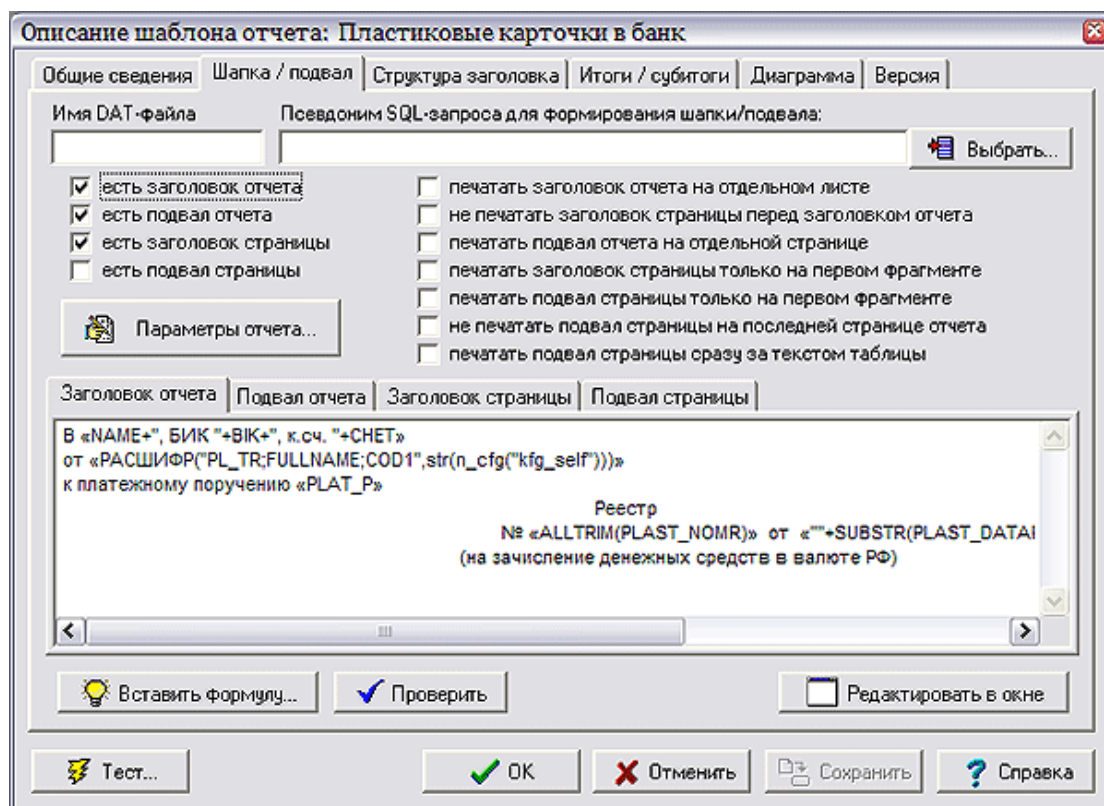 Описание шаблона отчета: Пластиковые карточки в банк
Общие сведения Шапка / подвал Структура заголовка Итоги / субитоги Диаграмма Версия
Имя DAT-файла Псевдоним SQL-запроса для формирования шапки/подвала:
Выбрать...
есть заголовок отчета печатать заголовок отчета на отдельном листе
есть подвал отчета не печатать заголовок страницы перед заголовком отчета
есть заголовок страницы печатать подвал отчета на отдельной странице
есть подвал страницы печатать заголовок страницы только на первом фрагменте
печатать подвал страницы только на первом фрагменте
Параметры отчета... не печатать подвал страницы на последней странице отчета
печатать подвал страницы сразу за текстом таблицы
Заголовок отчета Подвал отчета Заголовок страницы Подвал страницы
В «NAME+", БИК "+BIK+", к.сч. "+CHET»
от «РАСШИФР("PL_TR;FULLNAME;COD1",str(n_cfg("kfg_self")))»
к платежному поручению «PLAT_P»
Реестр
№ «ALLTRIM(PLAST_NOMR)» от «""+SUBSTR(PLAST_DATAI
(на зачисление денежных средств в валюте РФ)
Вставить формулу... Проверить Редактировать в окне
Тест... OK Отменить Сохранить Справка